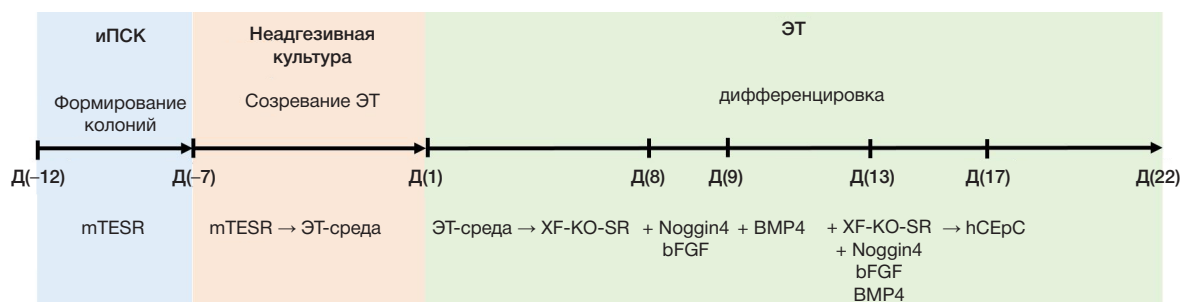 иПСК
Неадгезивная
культура
ЭТ
Формирование
колоний
Созревание ЭТ
дифференцировка
Д(–12)
Д(–7)
Д(1)
Д(8)
Д(9)
Д(13)
Д(17)
Д(22)
mTESR
mTESR → ЭТ-среда
ЭТ-среда → XF-KO-SR
+ Noggin4
bFGF
+ BMP4
+ XF-KO-SR
+ Noggin4
bFGF
BMP4
→ hCEpC